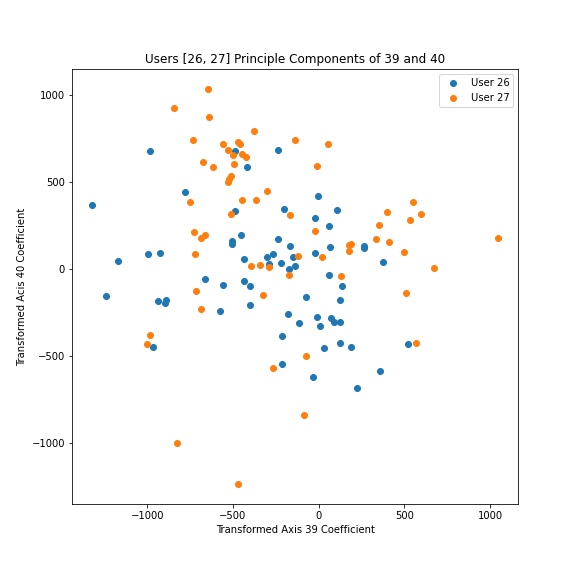 Users [26, 27] Principle Components of 39 and 40
User 26
User 27
1000
500
0
−500
−1000
Transformed Acis 40 Coefficient
−1000 −500 0 500 1000
Transformed Axis 39 Coefficient